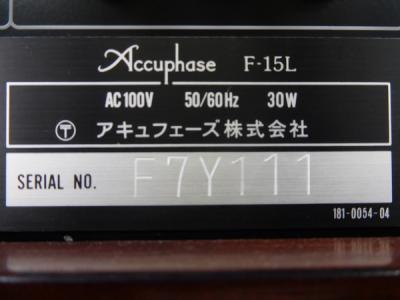 Accuphase F-15L
AC100V 50/60Hz 30W
〒 アキュフェーズ株式会社
SERIAL NO. F7Y111
181-0054-04